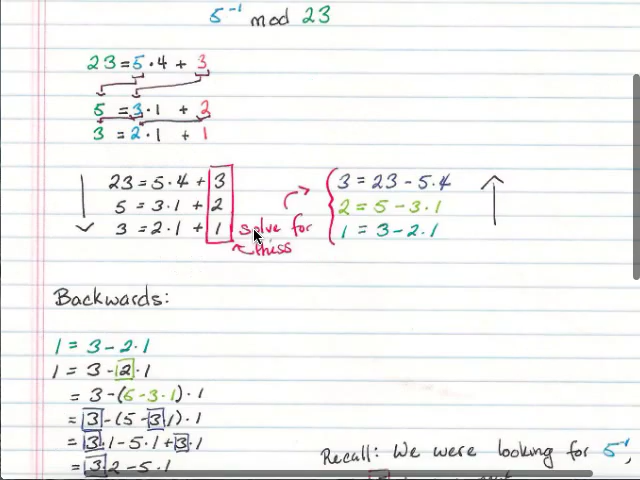 5⁻¹ mod 23
23 = 5·4 + 3
5 = 3·1 + 2
3 = 2·1 + 1
23 = 5·4 + 3
5 = 3·1 + 2
3 = 2·1 + 1
solve for
these
3 = 23 - 5·4
2 = 5 - 3·1
1 = 3 - 2·1
Backwards:
1 = 3 - 2·1
1 = 3 - 2·1
= 3 - (5 - 3·1)·1
= 3 - (5 - 3·1)·1
= 3·1 - 5·1 + 3·1
= 3·2 - 5·1
Recall: We were looking for 5⁻¹,